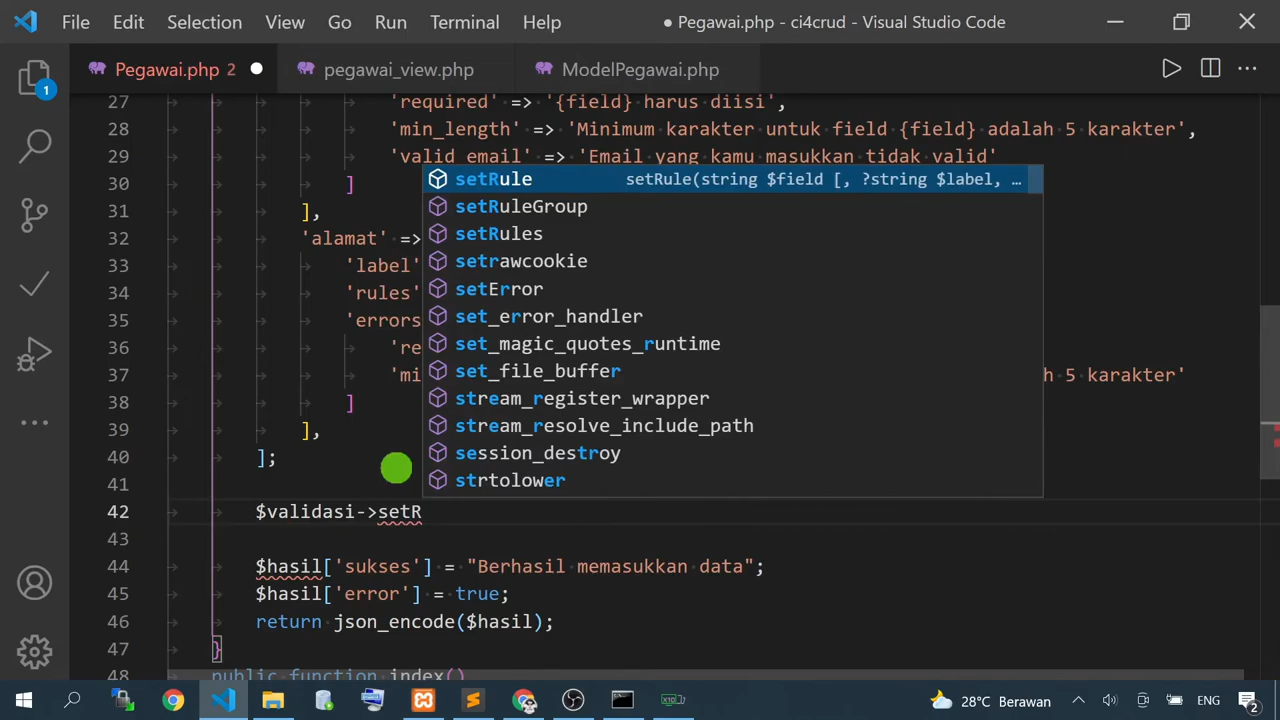 File Edit Selection View Go Run Terminal Help
● Pegawai.php - ci4crud - Visual Studio Code
Pegawai.php 2
pegawai_view.php
ModelPegawai.php
27 'required' => '{field} harus diisi',
28 'min_length' => 'Minimum karakter untuk field {field} adalah 5 karakter',
29 'valid_email' => 'Email yang kamu masukkan tidak valid'
30 ]
31 ],
32 'alamat' =>
33 'label'
34 'rules'
35 'errors
36 're
37 'mi h 5 karakter'
38 ]
39 ],
40 ];
41
42 $validasi->setR
43
44 $hasil['sukses'] = "Berhasil memasukkan data";
45 $hasil['error'] = true;
46 return json_encode($hasil);
47 }
48 public function index()
setRule setRule(string $field [, ?string $label, …
setRuleGroup
setRules
setrawcookie
setError
set_error_handler
set_magic_quotes_runtime
set_file_buffer
stream_register_wrapper
stream_resolve_include_path
session_destroy
strtolower
1
28°C Berawan
ENG
2